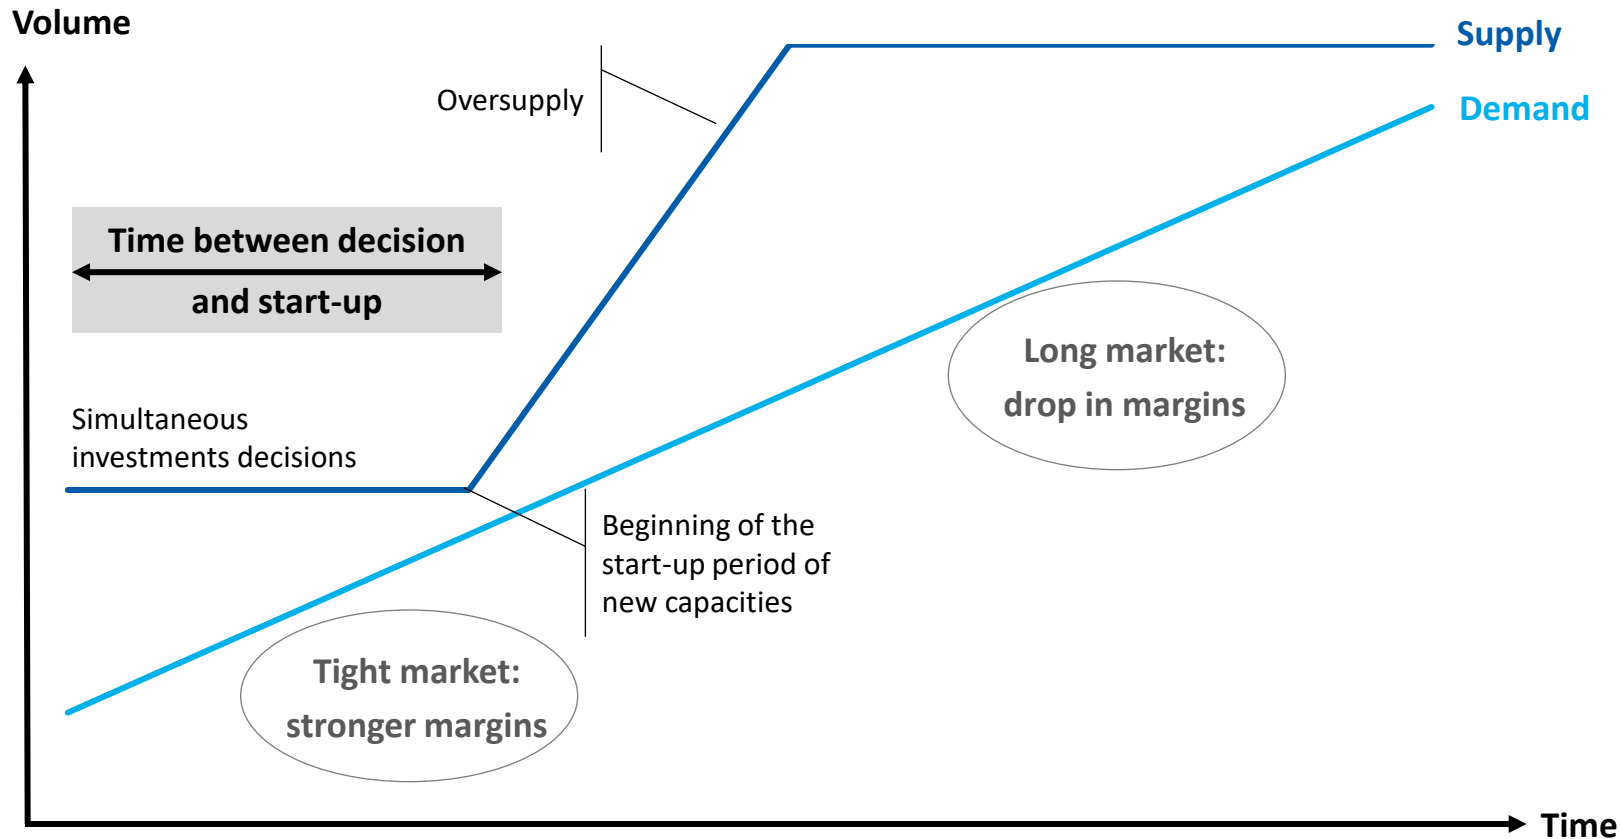 Volume
Supply
Oversupply
Demand
Time between decision
and start-up
Long market:
drop in margins
Simultaneous
investments decisions
Beginning of the
start-up period of
new capacities
Tight market:
stronger margins
Time